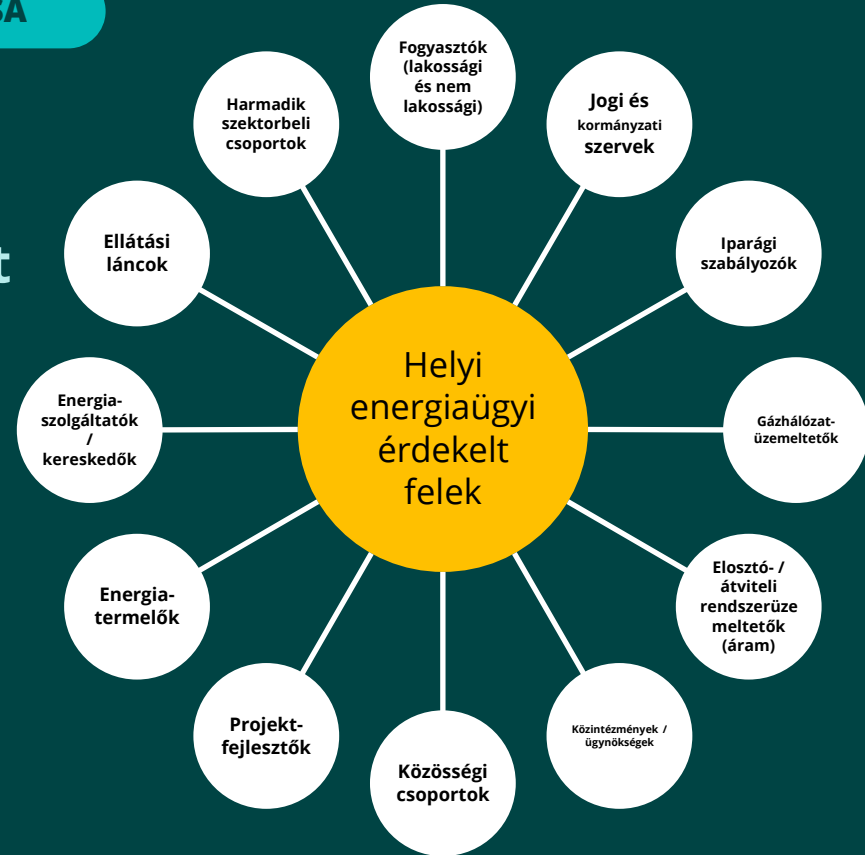 Fogyasztók
(lakossági
és nem
lakossági)
Jogi és
kormányzati
szervek
Iparági
szabályozók
Gázhálózat-
üzemeltetők
Elosztó- /
átviteli
rendszerüze
meltetők
(áram)
Közintézmények /
ügynökségek
Közösségi
csoportok
Projekt-
fejlesztők
Energia-
termelők
Energia-
szolgáltatók
/
kereskedők
Ellátási
láncok
Harmadik
szektorbeli
csoportok
Helyi
energiaügyi
érdekelt
felek